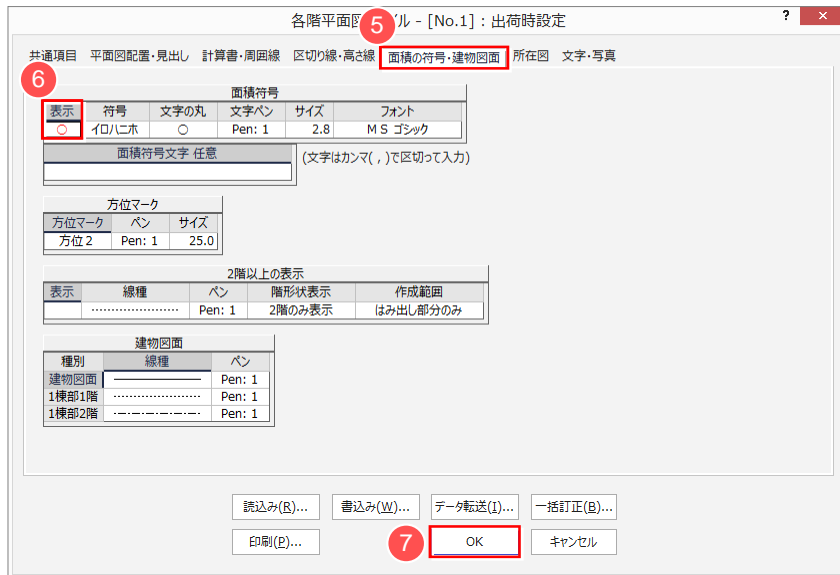 各階平面図 イル - [No.1] : 出荷時設定
?
×
5
共通項目 平面図配置・見出し 計算書・周囲線 区切り線・高さ線 面積の符号・建物図面 所在図 文字・写真
6
面積符号
表示 符号 文字の丸 文字ペン サイズ フォント
○ イロハニホ ○ Pen: 1 2.8 MS ゴシック
面積符号文字 任意
(文字はカンマ( , )で区切って入力)
方位マーク
方位マーク ペン サイズ
方位2 Pen: 1 25.0
2階以上の表示
表示 線種 ペン 階形状表示 作成範囲
Pen: 1 2階のみ表示 はみ出し部分のみ
建物図面
種別 線種 ペン
建物図面 Pen: 1
1棟部1階 Pen: 1
1棟部2階 Pen: 1
読込み(R)... 書込み(W)... データ転送(I)... 一括訂正(B)...
印刷(P)... 7 OK キャンセル